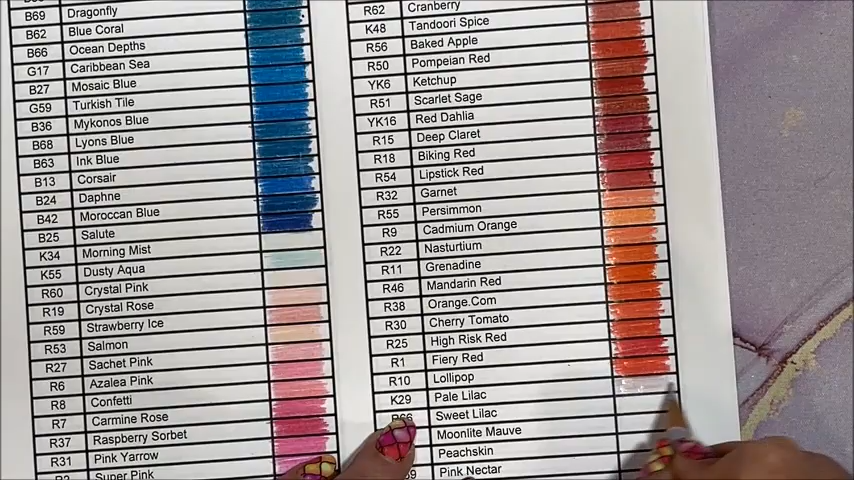 B69 Dragonfly
B62 Blue Coral
B66 Ocean Depths
G17 Caribbean Sea
B27 Mosaic Blue
G59 Turkish Tile
B36 Mykonos Blue
B68 Lyons Blue
B63 Ink Blue
B13 Corsair
B24 Daphne
B42 Moroccan Blue
B25 Salute
K34 Morning Mist
K55 Dusty Aqua
R60 Crystal Pink
R19 Crystal Rose
R59 Strawberry Ice
R53 Salmon
R27 Sachet Pink
R6 Azalea Pink
R8 Confetti
R7 Carmine Rose
R37 Raspberry Sorbet
R31 Pink Yarrow
Super Pink
R62 Cranberry
K48 Tandoori Spice
R56 Baked Apple
R50 Pompeian Red
YK6 Ketchup
R51 Scarlet Sage
YK16 Red Dahlia
R15 Deep Claret
R18 Biking Red
R54 Lipstick Red
R32 Garnet
R55 Persimmon
R9 Cadmium Orange
R22 Nasturtium
R11 Grenadine
R46 Mandarin Red
R38 Orange.Com
R30 Cherry Tomato
R25 High Risk Red
R1 Fiery Red
R10 Lollipop
K29 Pale Lilac
Sweet Lilac
Moonlite Mauve
Peachskin
Pink Nectar